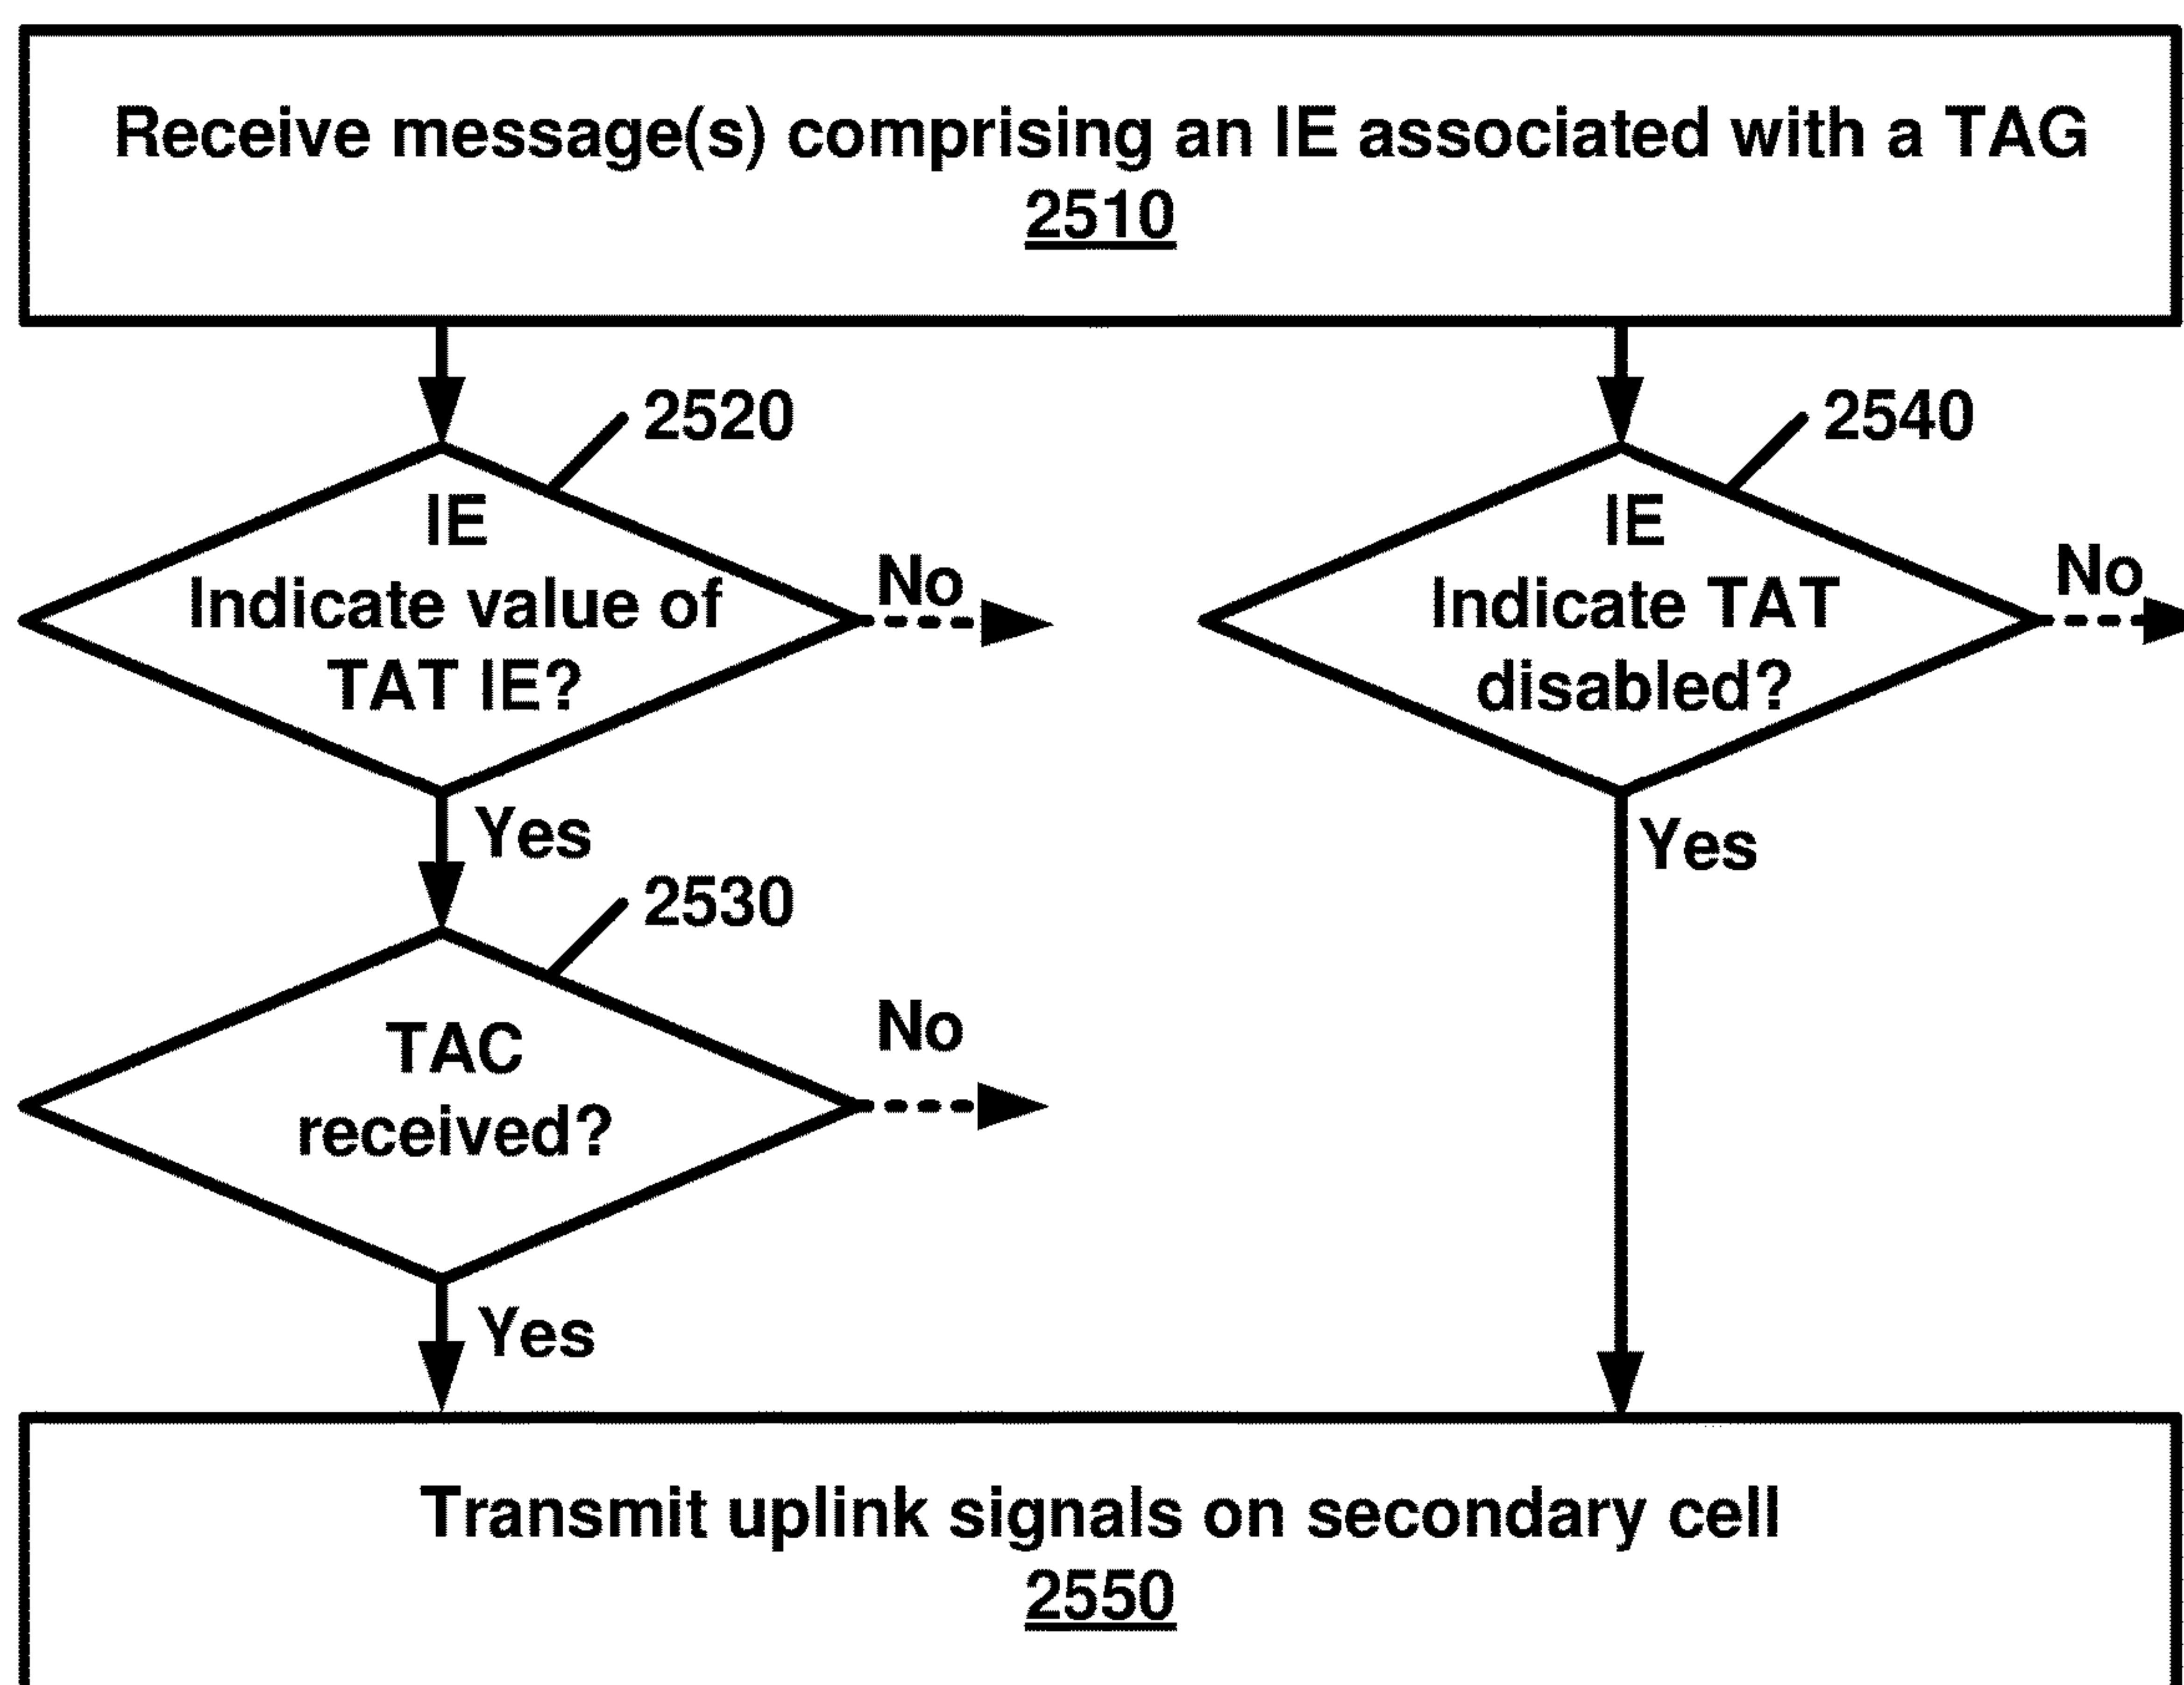 Receive message(s) comprising an IE associated with a TAG
2510
2520
IE
Indicate value of
TAT IE?
No
Yes
2540
IE
Indicate TAT
disabled?
No
Yes
2530
TAC
received?
No
Yes
Transmit uplink signals on secondary cell
2550